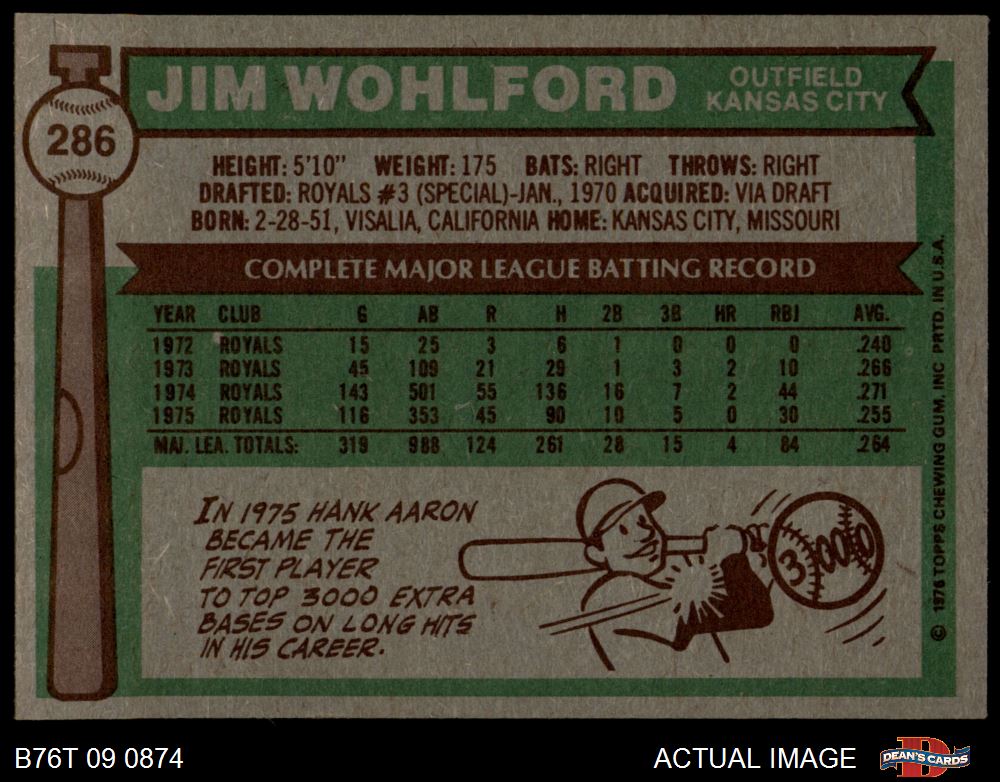 286
JIM WOHLFORD
OUTFIELD
KANSAS CITY
HEIGHT: 5'10" WEIGHT: 175 BATS: RIGHT THROWS: RIGHT
DRAFTED: ROYALS #3 (SPECIAL)-JAN., 1970 ACQUIRED: VIA DRAFT
BORN: 2-28-51, VISALIA, CALIFORNIA HOME: KANSAS CITY, MISSOURI
COMPLETE MAJOR LEAGUE BATTING RECORD
YEAR CLUB G AB R H 2B 3B HR RBI AVG.
1972 ROYALS 15 25 3 6 1 0 0 0 .240
1973 ROYALS 45 109 21 29 1 3 2 10 .266
1974 ROYALS 143 501 55 136 16 7 2 44 .271
1975 ROYALS 116 353 45 90 10 5 0 30 .255
MAJ. LEA. TOTALS: 319 988 124 261 28 15 4 84 .264
IN 1975 HANK AARON
BECAME THE
FIRST PLAYER
TO TOP 3000 EXTRA
BASES ON LONG HITS
IN HIS CAREER.
3000
© 1976 TOPPS CHEWING GUM, INC PRTD. IN U.S.A.
B76T 09 0874
ACTUAL IMAGE
DEAN'S CARDS